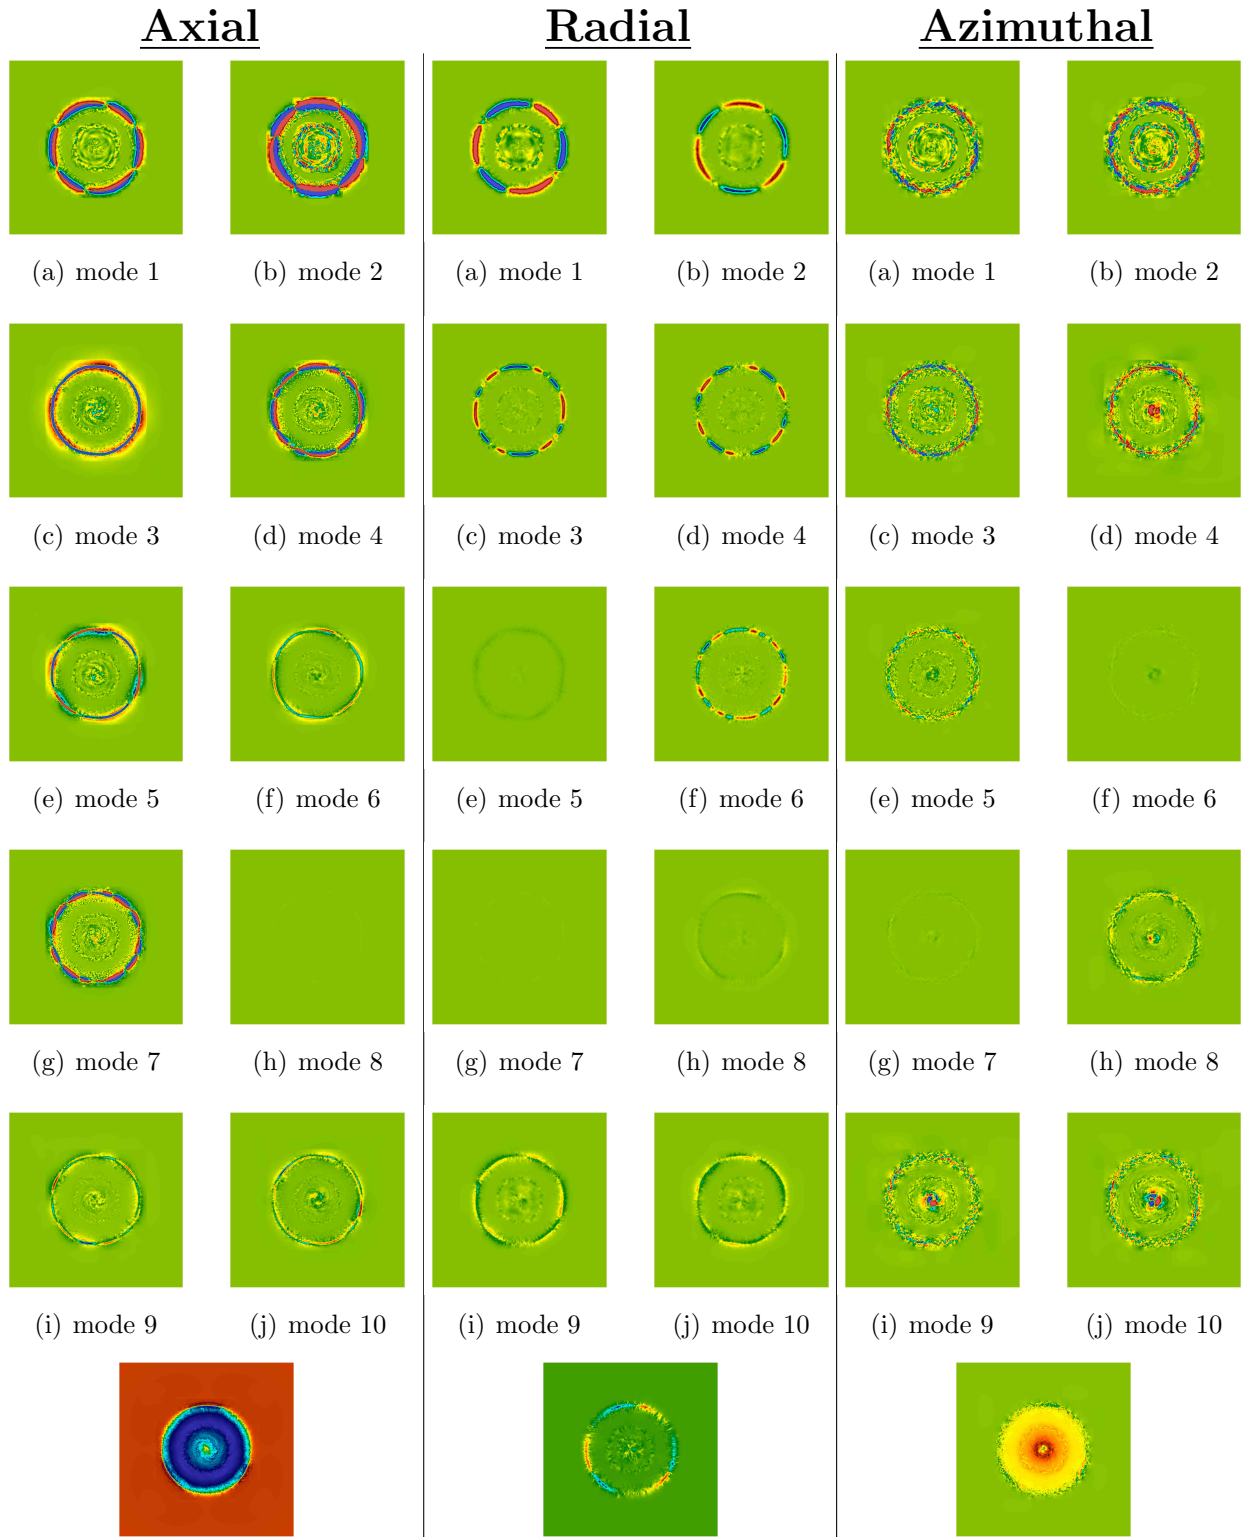 Axial Radial Azimuthal
(a) mode 1 (b) mode 2 (a) mode 1 (b) mode 2 (a) mode 1 (b) mode 2
(c) mode 3 (d) mode 4 (c) mode 3 (d) mode 4 (c) mode 3 (d) mode 4
(e) mode 5 (f) mode 6 (e) mode 5 (f) mode 6 (e) mode 5 (f) mode 6
(g) mode 7 (h) mode 8 (g) mode 7 (h) mode 8 (g) mode 7 (h) mode 8
(i) mode 9 (j) mode 10 (i) mode 9 (j) mode 10 (i) mode 9 (j) mode 10